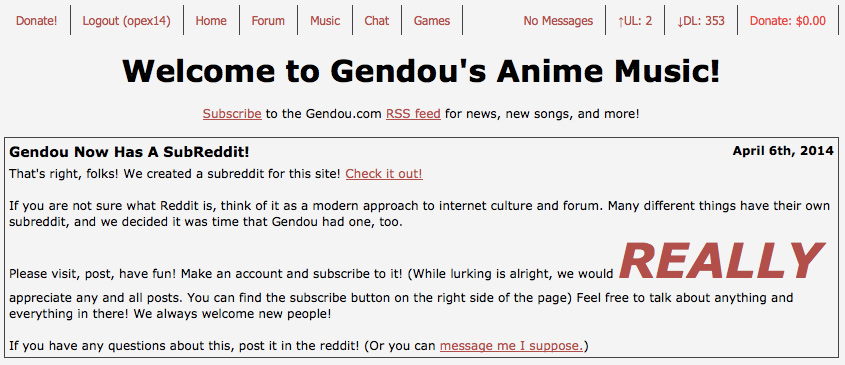 Donate! Logout (opex14) Home Forum Music Chat Games No Messages ↑UL: 2 ↓DL: 353 Donate: $0.00
Welcome to Gendou's Anime Music!
Subscribe to the Gendou.com RSS feed for news, new songs, and more!
Gendou Now Has A SubReddit! April 6th, 2014
That's right, folks! We created a subreddit for this site! Check it out!
If you are not sure what Reddit is, think of it as a modern approach to internet culture and forum. Many different things have their own
subreddit, and we decided it was time that Gendou had one, too.
Please visit, post, have fun! Make an account and subscribe to it! (While lurking is alright, we would REALLY
appreciate any and all posts. You can find the subscribe button on the right side of the page) Feel free to talk about anything and
everything in there! We always welcome new people!
If you have any questions about this, post it in the reddit! (Or you can message me I suppose.)